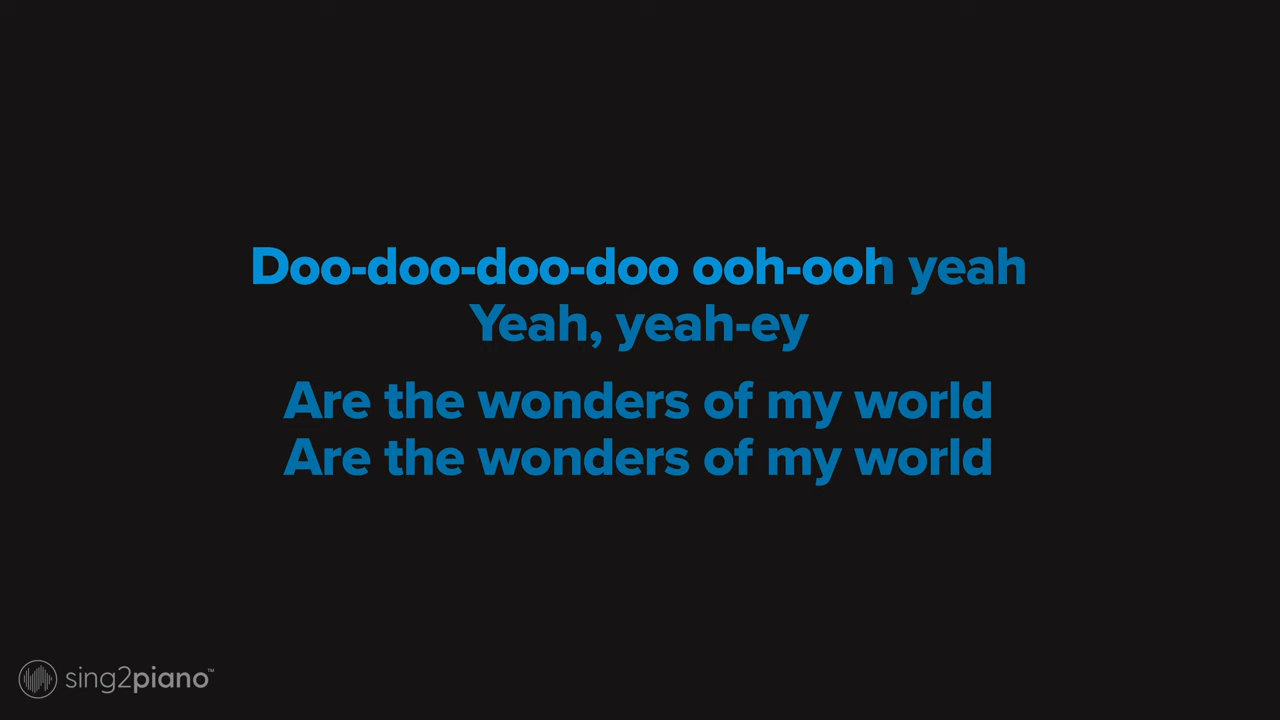 Doo-doo-doo-doo ooh-ooh yeah
Yeah, yeah-ey
Are the wonders of my world
Are the wonders of my world
sing2piano™